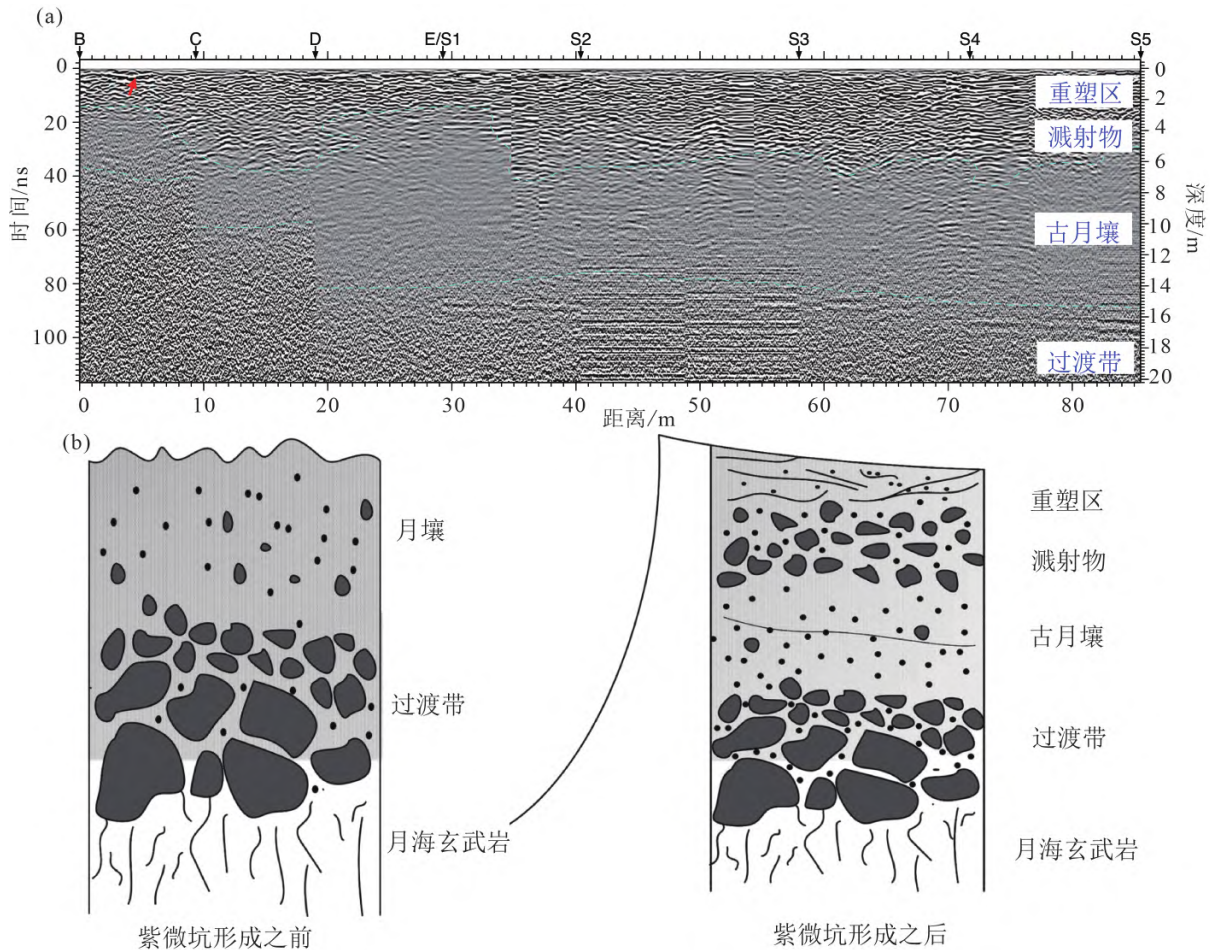 (a)
B C D E/S1 S2 S3 S4 S5
0
20
40
60
80
100
时间/ns
0
2
4
6
8
10
12
14
16
18
20
深度/m
重塑区
溅射物
古月壤
过渡带
0 10 20 30 40 50 60 70 80
距离/m
(b)
月壤
过渡带
月海玄武岩
紫微坑形成之前
重塑区
溅射物
古月壤
过渡带
月海玄武岩
紫微坑形成之后